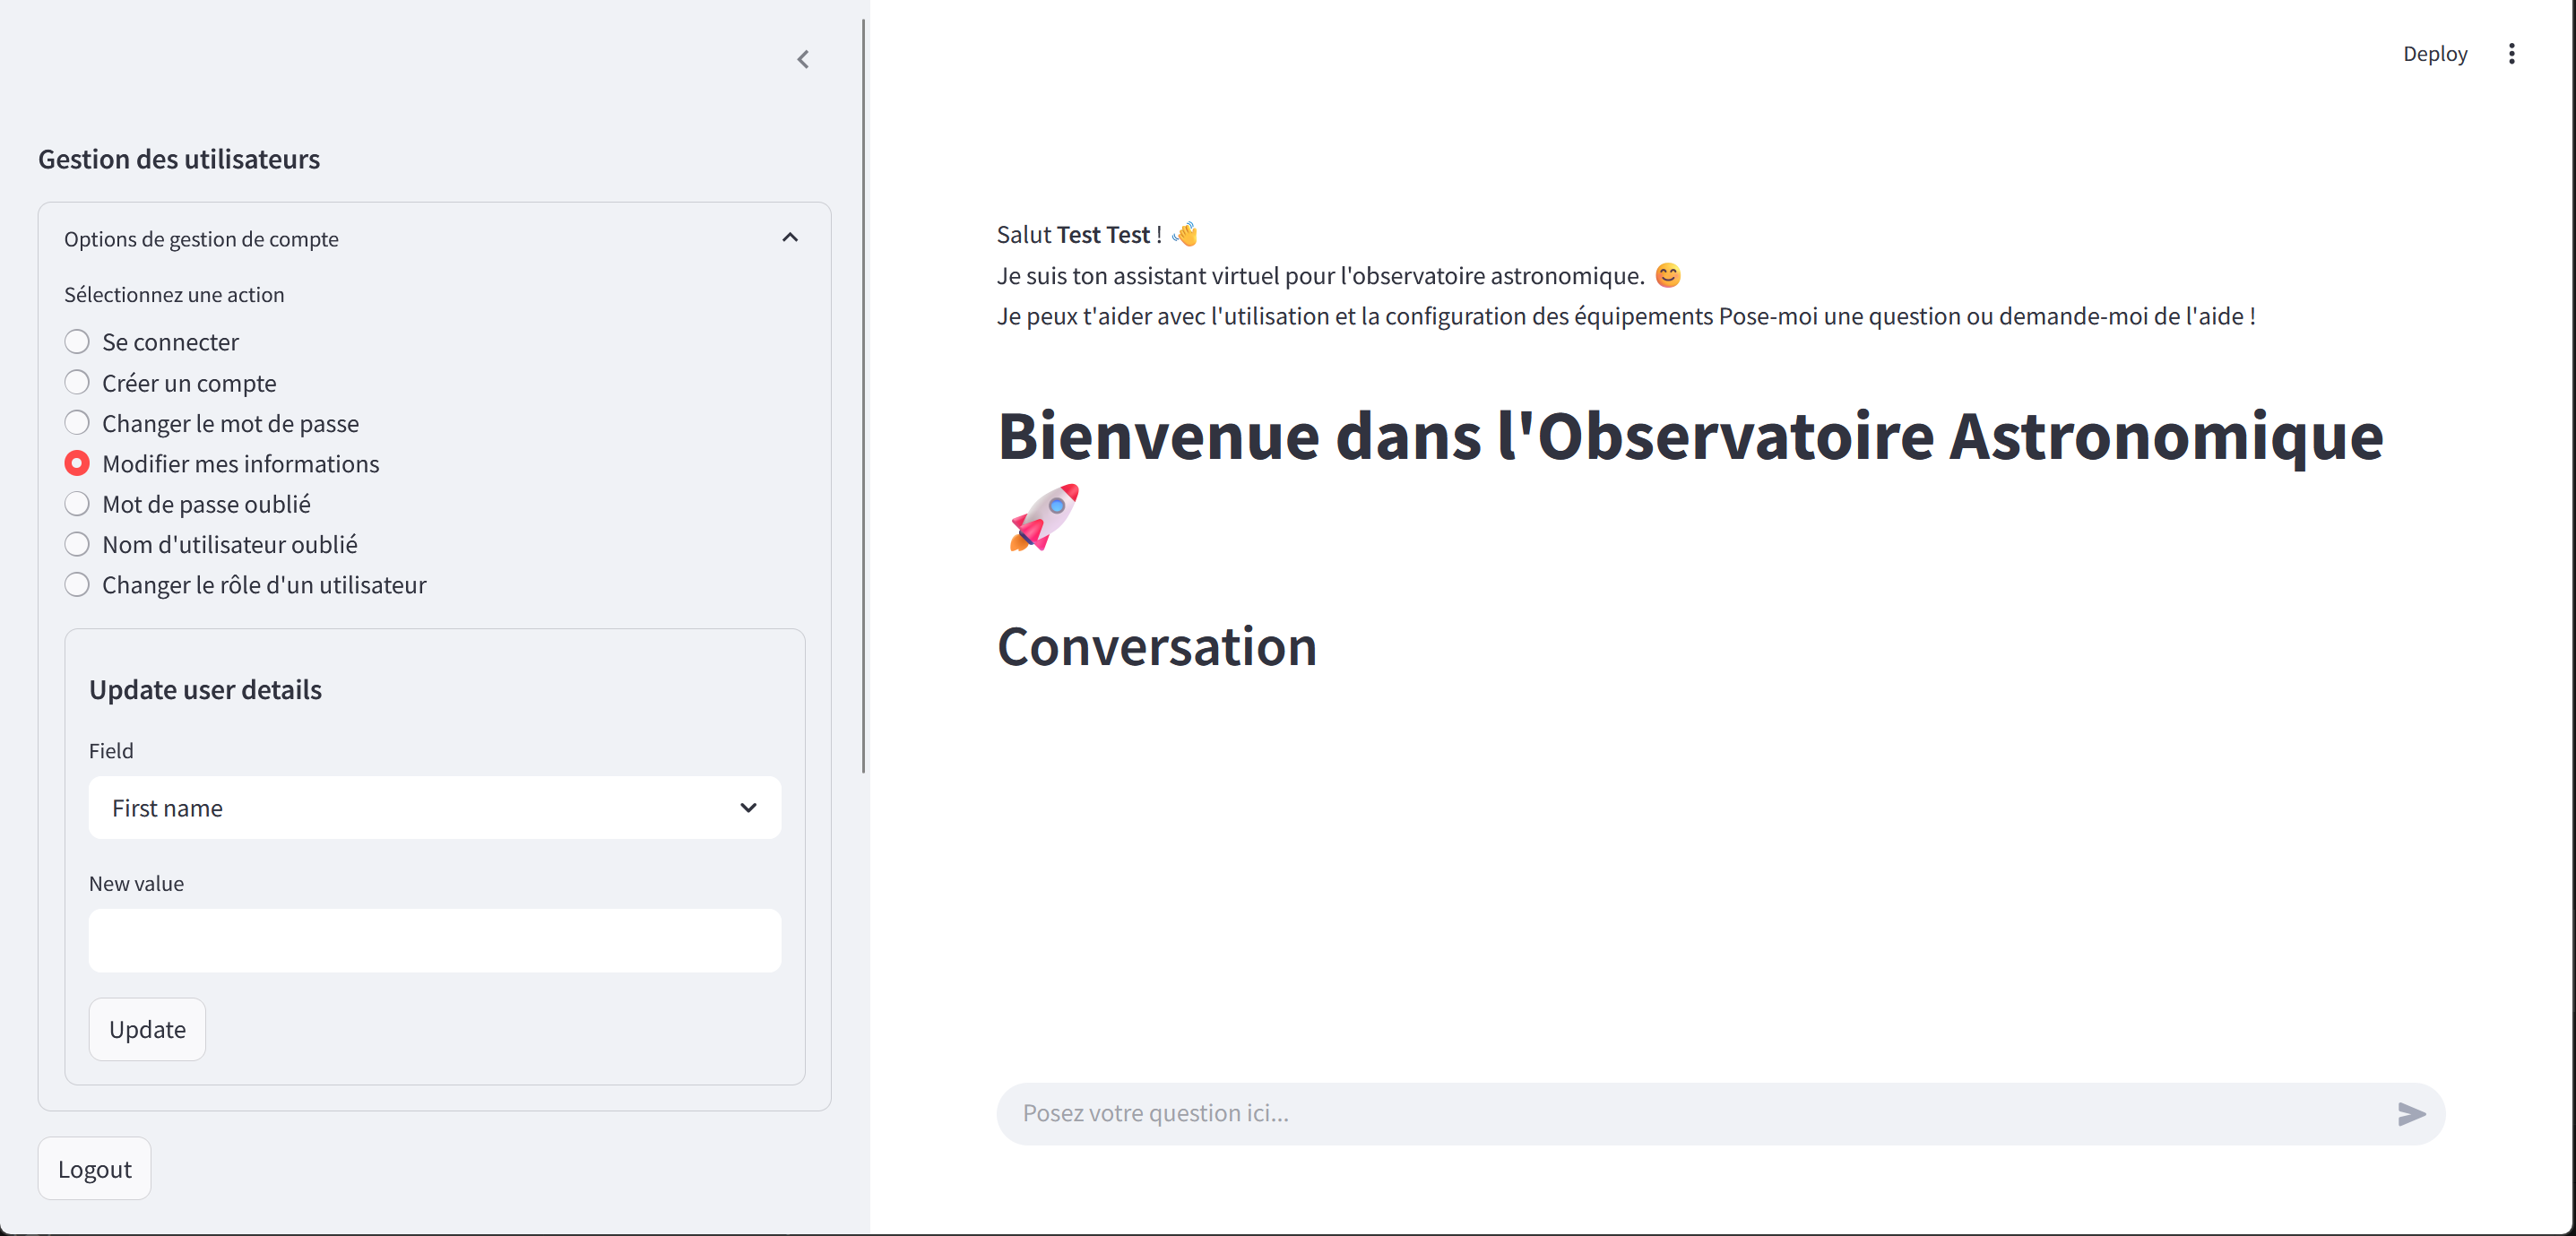 Deploy
Gestion des utilisateurs
Options de gestion de compte
Sélectionnez une action
Se connecter
Créer un compte
Changer le mot de passe
Modifier mes informations
Mot de passe oublié
Nom d'utilisateur oublié
Changer le rôle d'un utilisateur
Update user details
Field
First name
New value
Update
Logout
Salut Test Test ! 👋
Je suis ton assistant virtuel pour l'observatoire astronomique. 😊
Je peux t'aider avec l'utilisation et la configuration des équipements Pose-moi une question ou demande-moi de l'aide !
Bienvenue dans l'Observatoire Astronomique
🚀
Conversation
Posez votre question ici...